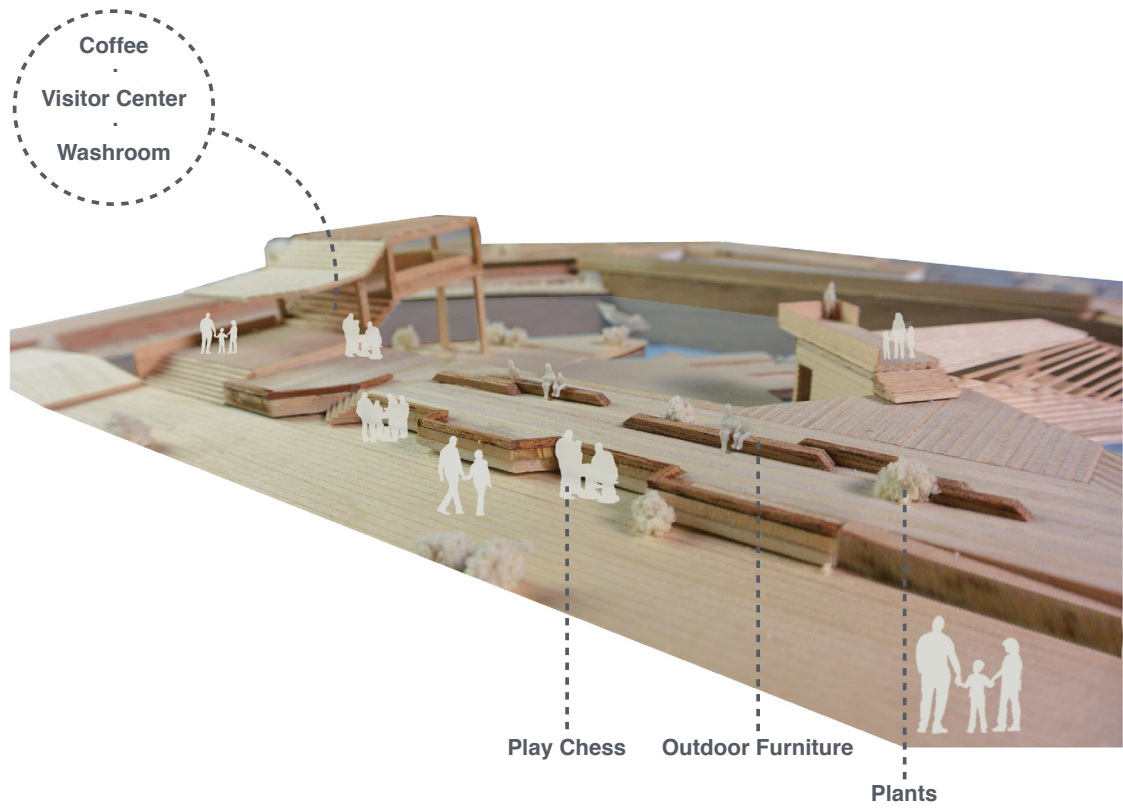 Coffee
·
Visitor Center
·
Washroom
Play Chess
Outdoor Furniture
Plants